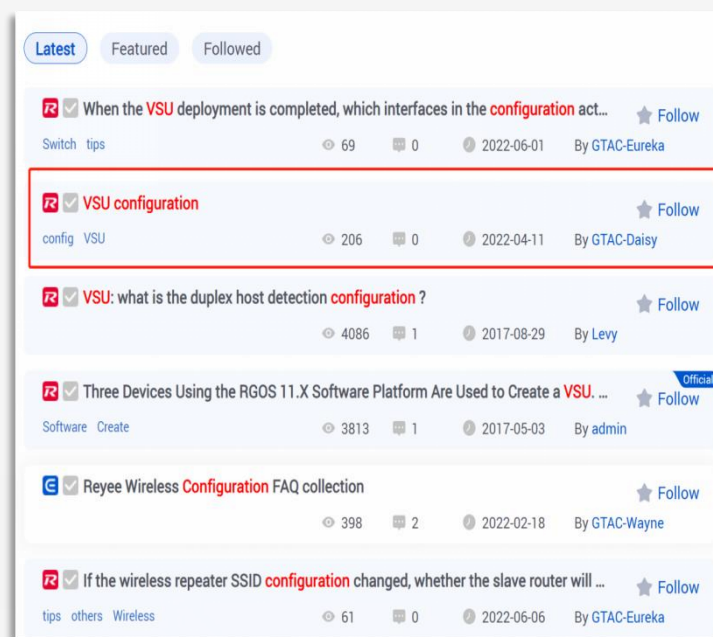 Latest Featured Followed
When the VSU deployment is completed, which interfaces in the configuration act...
Follow
Switch tips 69 0 2022-06-01 By GTAC-Eureka
VSU configuration
Follow
config VSU 206 0 2022-04-11 By GTAC-Daisy
VSU: what is the duplex host detection configuration ?
Follow
4086 1 2017-08-29 By Levy
Official
Three Devices Using the RGOS 11.X Software Platform Are Used to Create a VSU. ...
Follow
Software Create 3813 1 2017-05-03 By admin
Reyee Wireless Configuration FAQ collection
Follow
398 2 2022-02-18 By GTAC-Wayne
If the wireless repeater SSID configuration changed, whether the slave router will ...
Follow
tips others Wireless 61 0 2022-06-06 By GTAC-Eureka